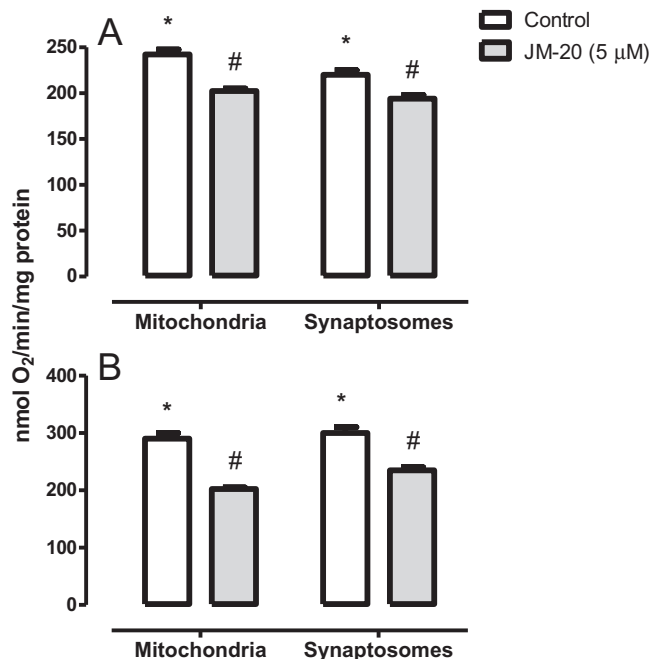 Control
JM-20 (5 μM)
nmol O₂/min/mg protein
A
250
200
150
100
50
0
* # * #
Mitochondria Synaptosomes
B
400
300
200
100
0
* # * #
Mitochondria Synaptosomes